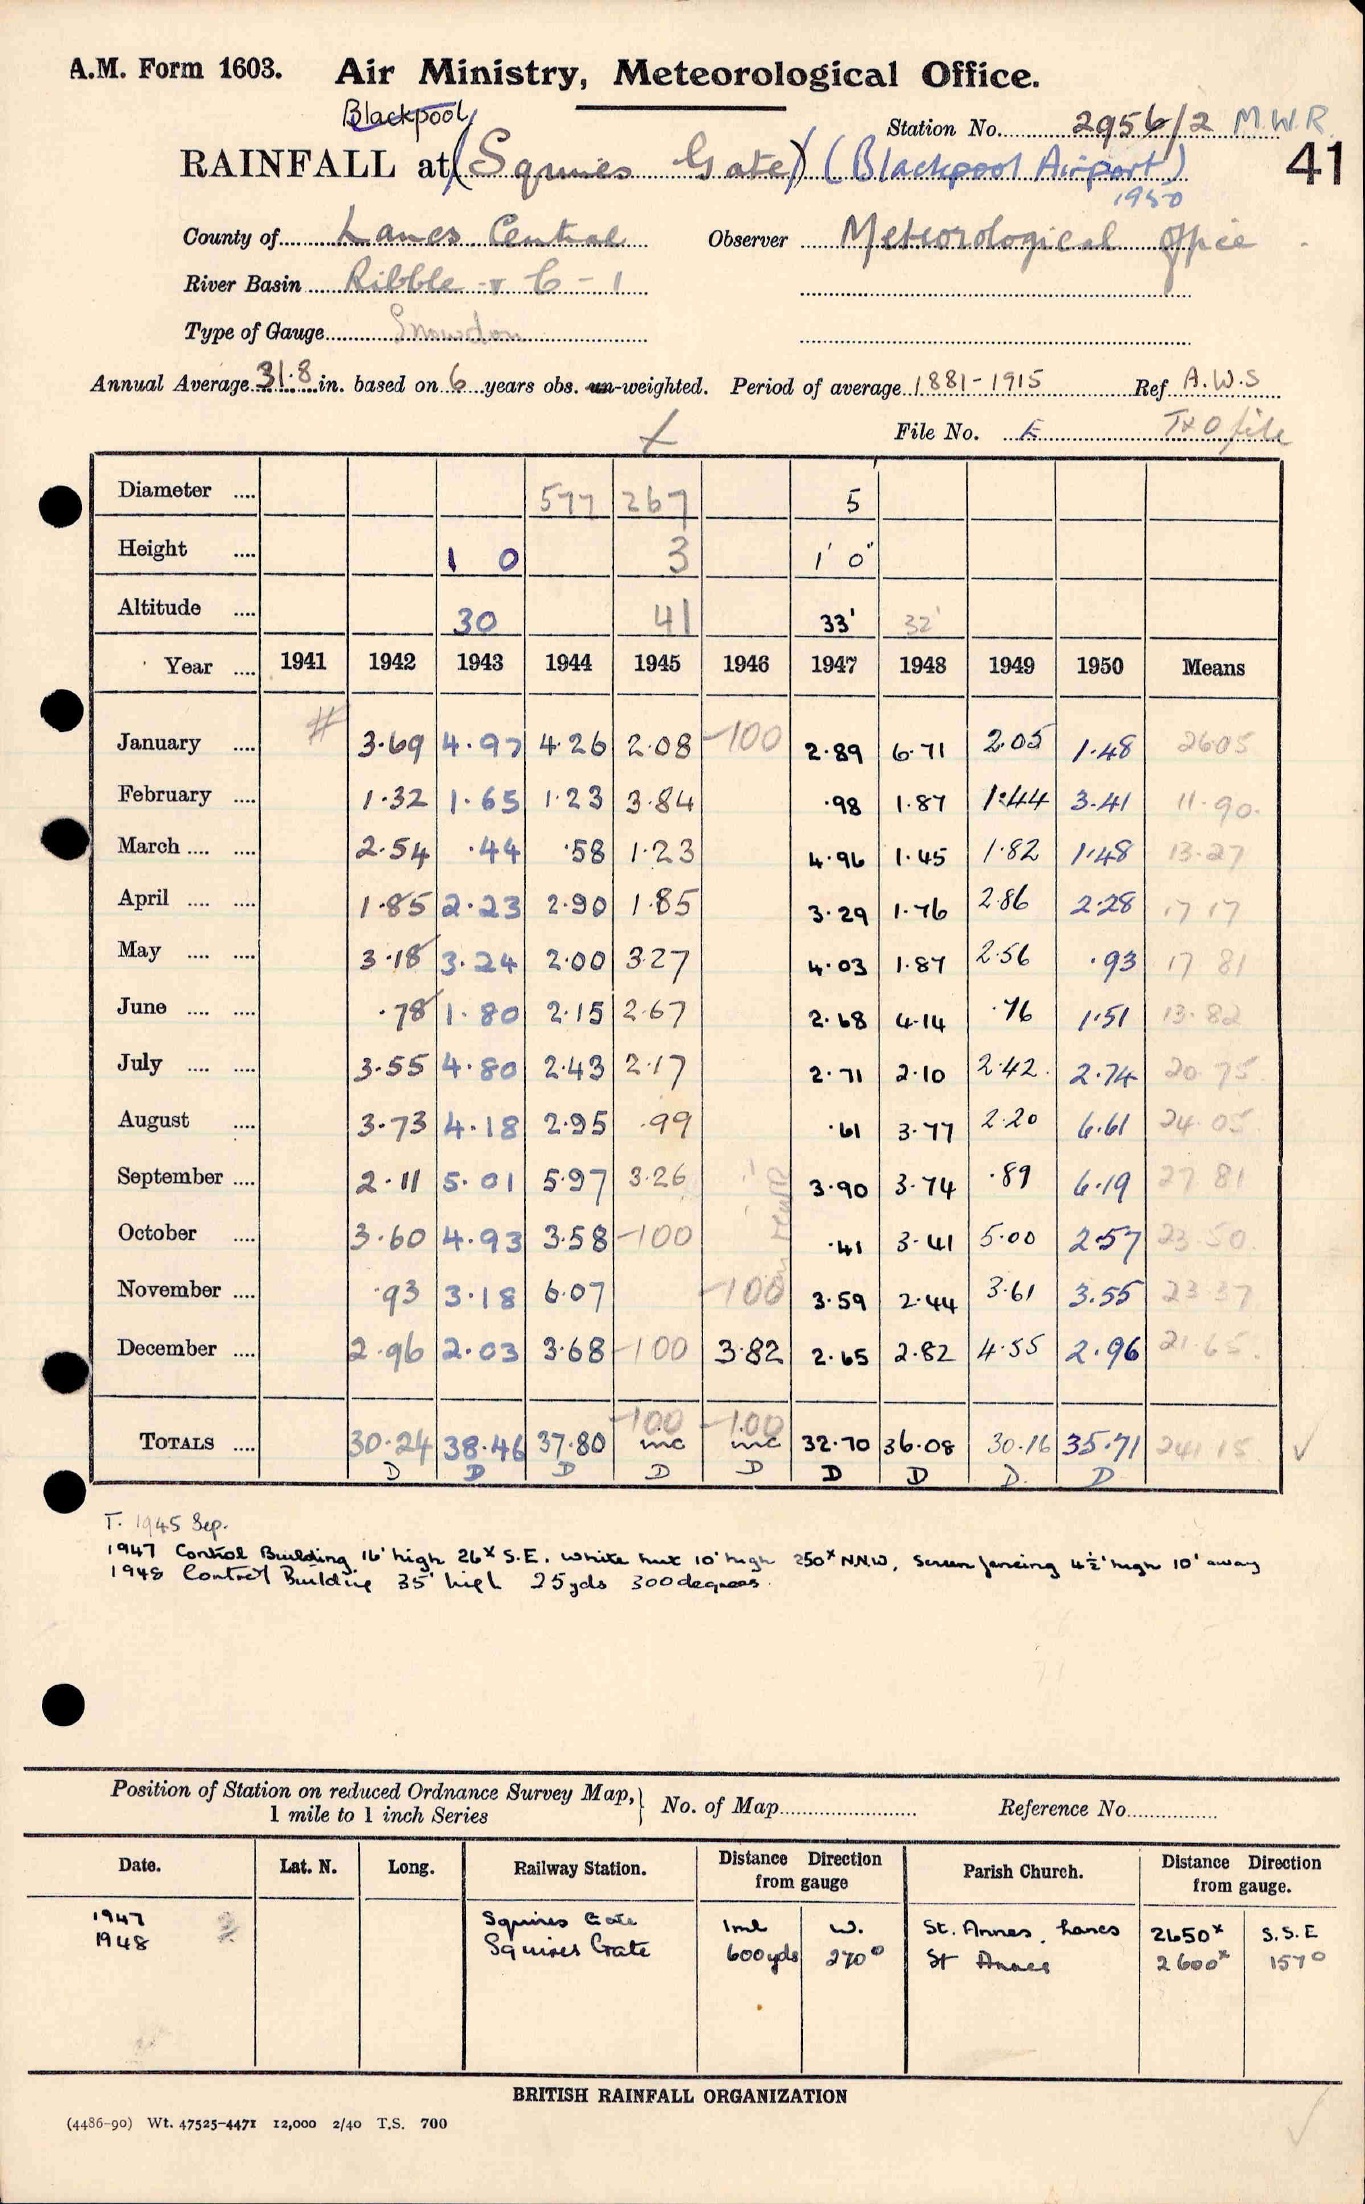 A.M. Form 1603. Air Ministry, Meteorological Office.
Blackpool
Station No. 2956/2 M.W.R.
RAINFALL at (Squires Gate) (Blackpool Airport) 41
1950
County of Lancs Central Observer Meteorological Office
River Basin Ribble - 1
Type of Gauge Snowdon
Annual Average 31.8 in. based on 6 years obs. un-weighted. Period of average 1881-1915 Ref A.W.S
File No. E file
Diameter .... 577 267 5
Height .... 1 0 3 1' 0"
Altitude .... 30 41 33' 32'
Year .... 1941 1942 1943 1944 1945 1946 1947 1948 1949 1950 Means
January .... # 3.69 4.97 4.26 2.08 -100 2.89 6.71 2.05 1.48 26.05
February .... 1.32 1.65 1.23 3.84 .98 1.87 1.44 3.41 11.90
March .... .... 2.54 .44 .58 1.23 4.96 1.45 1.82 1.48 13.27
April .... .... 1.85 2.23 2.90 1.85 3.29 1.76 2.86 2.28 17 17
May .... .... 3.18 3.24 2.00 3.27 4.03 1.87 2.56 .93 17 81
June .... .... .78 1.80 2.15 2.67 2.68 4.14 .76 1.51 13.82
July .... .... 3.55 4.80 2.43 2.17 2.71 2.10 2.42 2.74 20.75
August .... 3.73 4.18 2.95 .99 .61 3.77 2.20 6.61 24.05
September .... 2.11 5.01 5.97 3.26 3.90 3.74 .89 6.19 27 81
October .... 3.60 4.93 3.58 -100 .41 3.41 5.00 2.57 23.50
November .... .93 3.18 6.07 -100 3.59 2.44 3.61 3.55 23.37
December .... 2.96 2.03 3.68 -100 3.82 2.65 2.82 4.55 2.96 21.65
-100 -100
TOTALS .... 30.24 38.46 37.80 inc inc 32.70 36.08 30.16 35.71 241 15
D D D D D D D D. D
T. 1945 Sep.
1947 Control Building 16' high 26x S.E. White hut 10' high 250x N.N.W, Screen fencing 4½' high 10' away
1948 Control Building 35' high 25yds 300degrees.
Position of Station on reduced Ordnance Survey Map,
1 mile to 1 inch Series
No. of Map Reference No.
Date. Lat. N. Long. Railway Station. Distance Direction from gauge Parish Church. Distance Direction from gauge.
1947 Squires Gate 1ml W. St. Annes, Lancs 2650x S.S.E
1948 Squires Gate 600yds 270° St Annes 2600x 157°
BRITISH RAINFALL ORGANIZATION
(4486-90) Wt. 47525-4471 12,000 2/40 T.S. 700